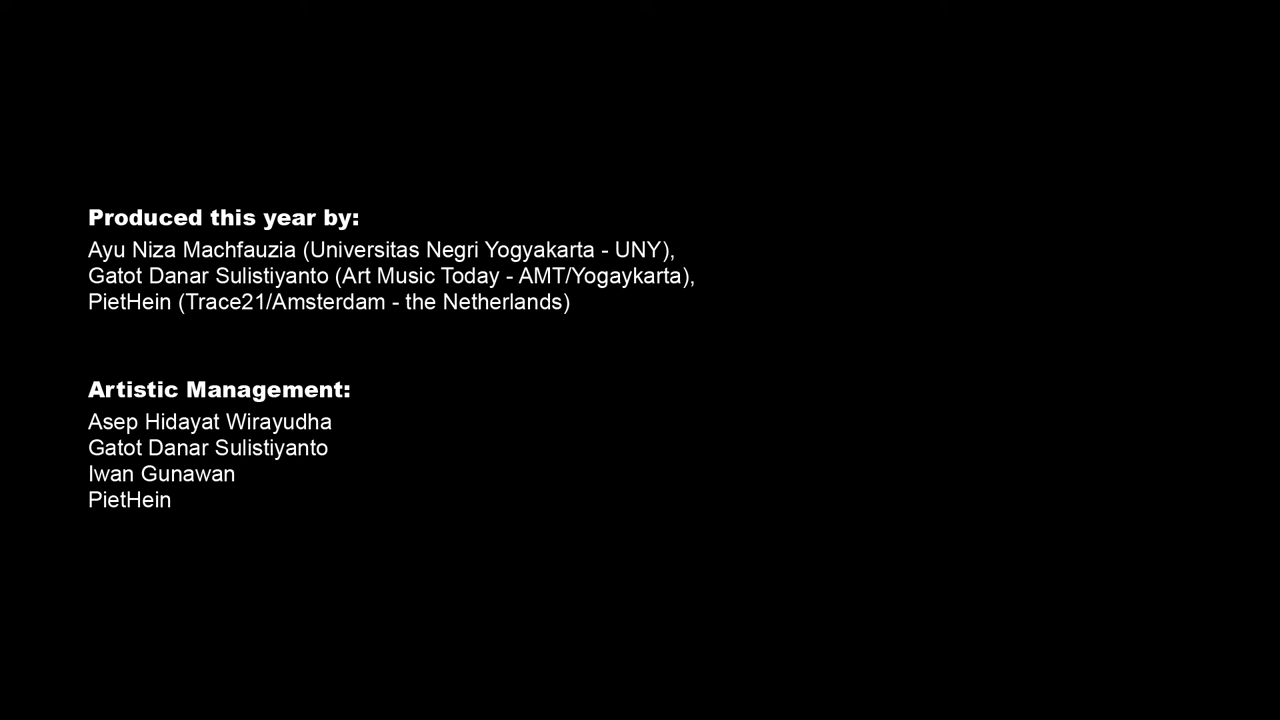 Produced this year by:
Ayu Niza Machfauzia (Universitas Negri Yogyakarta - UNY),
Gatot Danar Sulistiyanto (Art Music Today - AMT/Yogaykarta),
PietHein (Trace21/Amsterdam - the Netherlands)
Artistic Management:
Asep Hidayat Wirayudha
Gatot Danar Sulistiyanto
Iwan Gunawan
PietHein